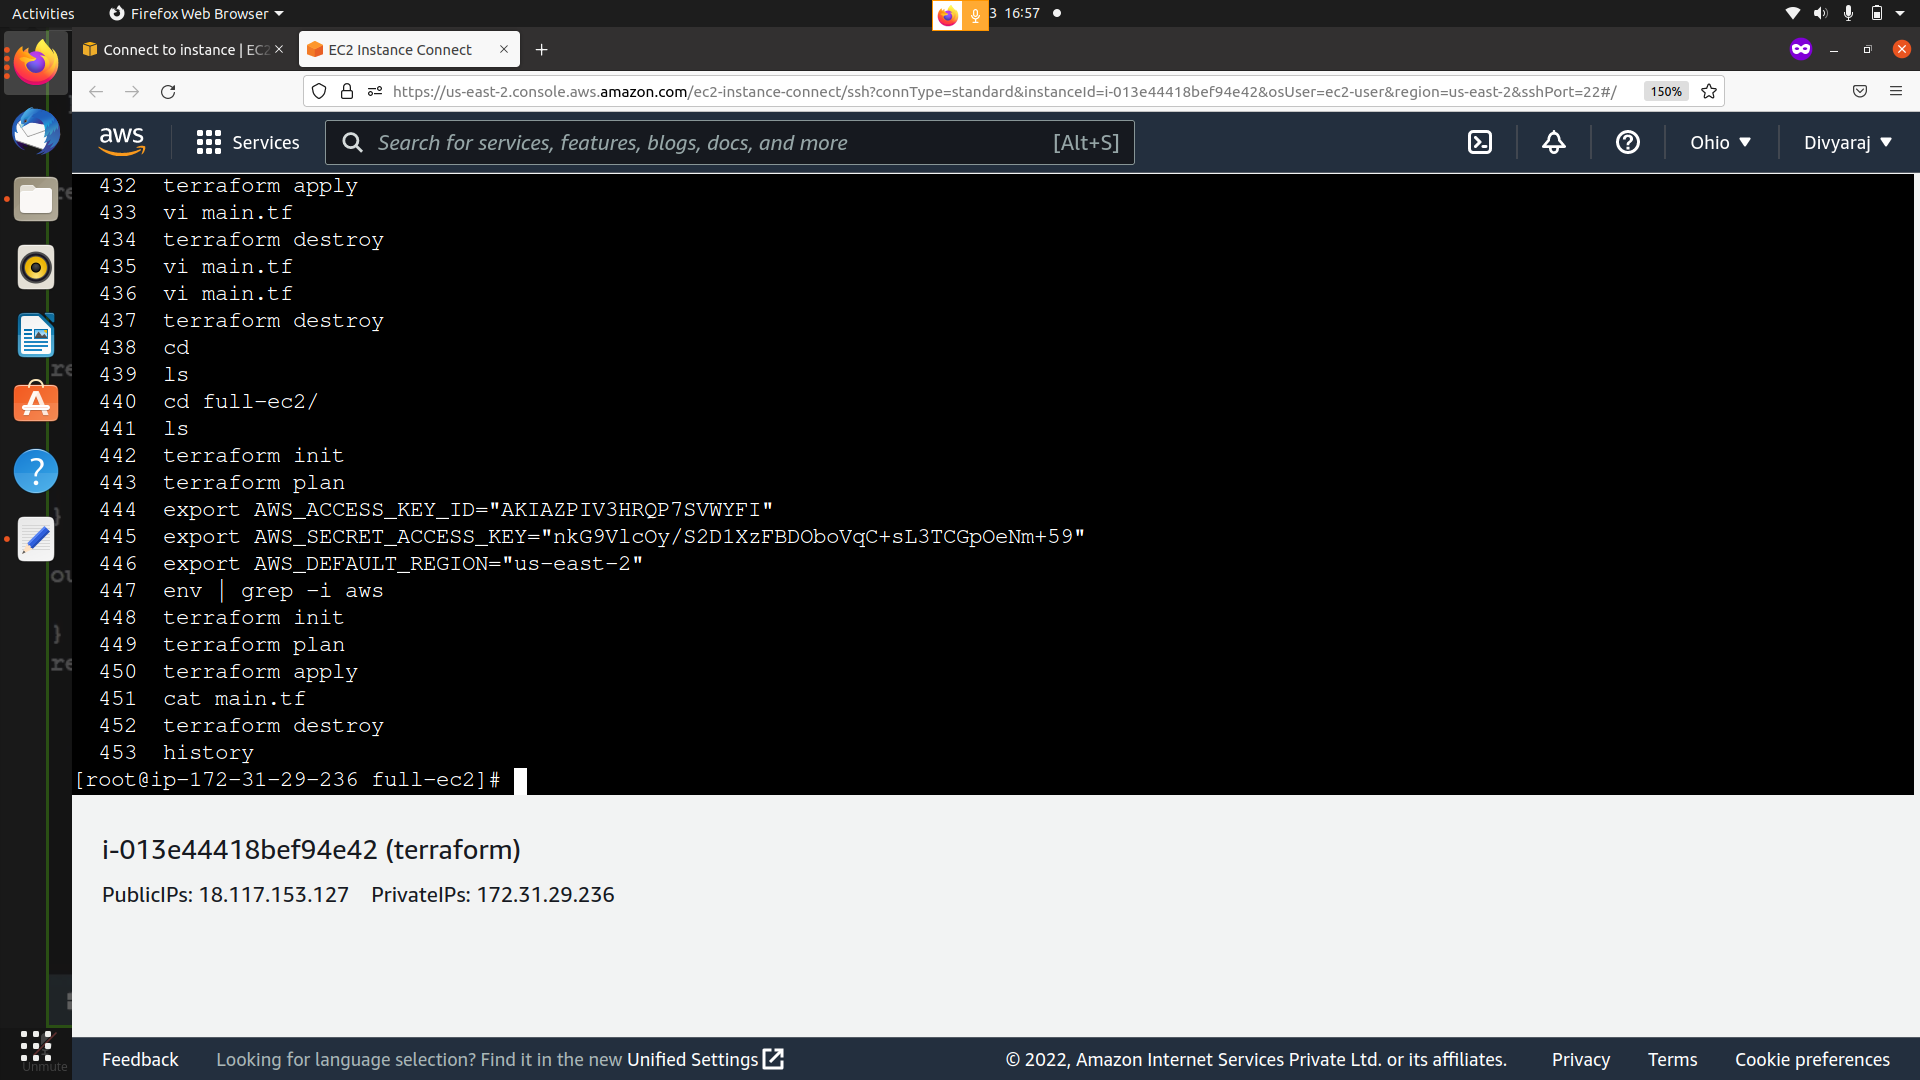 Activities Firefox Web Browser 3 16:57
Connect to instance | EC2 EC2 Instance Connect
https://us-east-2.console.aws.amazon.com/ec2-instance-connect/ssh?connType=standard&instanceId=i-013e44418bef94e42&osUser=ec2-user&region=us-east-2&sshPort=22#/ 150%
aws Services Search for services, features, blogs, docs, and more [Alt+S] Ohio Divyaraj
432 terraform apply
433 vi main.tf
434 terraform destroy
435 vi main.tf
436 vi main.tf
437 terraform destroy
438 cd
439 ls
440 cd full-ec2/
441 ls
442 terraform init
443 terraform plan
444 export AWS_ACCESS_KEY_ID="AKIAZPIV3HRQP7SVWYFI"
445 export AWS_SECRET_ACCESS_KEY="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"
446 export AWS_DEFAULT_REGION="us-east-2"
447 env | grep -i aws
448 terraform init
449 terraform plan
450 terraform apply
451 cat main.tf
452 terraform destroy
453 history
[root@ip-172-31-29-236 full-ec2]#
i-013e44418bef94e42 (terraform)
PublicIPs: 18.117.153.127 PrivateIPs: 172.31.29.236
Unmute
Feedback Looking for language selection? Find it in the new Unified Settings © 2022, Amazon Internet Services Private Ltd. or its affiliates. Privacy Terms Cookie preferences